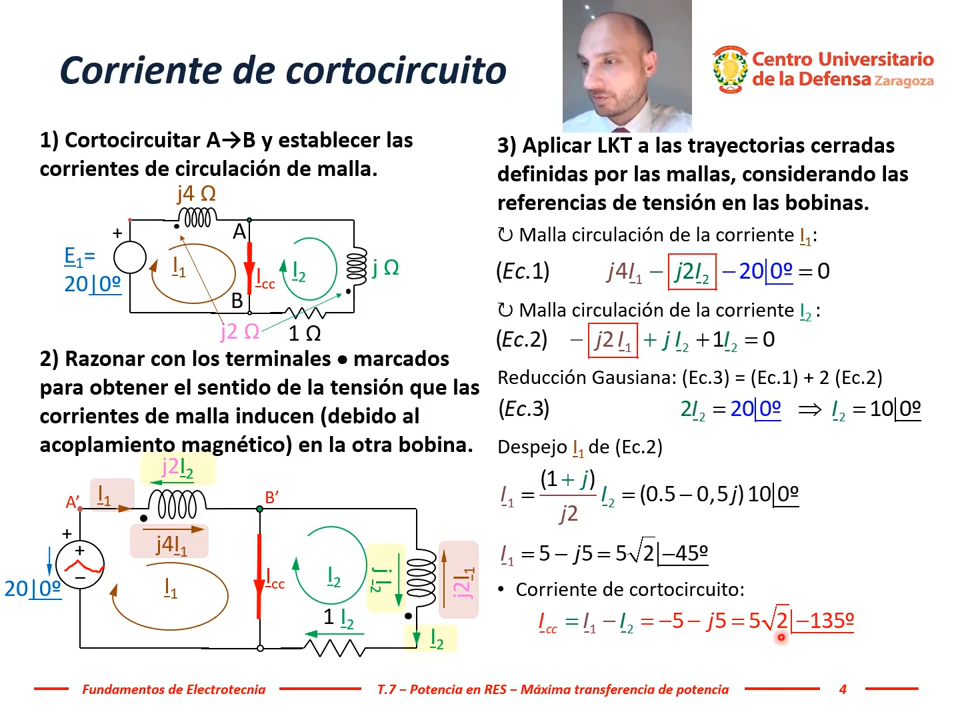 Corriente de cortocircuito
Centro Universitario
de la Defensa Zaragoza
1) Cortocircuitar A→B y establecer las
corrientes de circulación de malla.
j4 Ω
+
A
E₁=
20|0º
I₁
Icc
I₂
j Ω
B
j2 Ω
1 Ω
2) Razonar con los terminales ● marcados
para obtener el sentido de la tensión que las
corrientes de malla inducen (debido al
acoplamiento magnético) en la otra bobina.
j2I₂
A'
I₁
B'
j4I₁
+
+
−
20|0º
I₁
Icc
I₂
j I₂
j2I₁
1 I₂
I₂
3) Aplicar LKT a las trayectorias cerradas
definidas por las mallas, considerando las
referencias de tensión en las bobinas.
↻ Malla circulación de la corriente I₁:
(Ec.1) j4I₁ − j2I₂ − 20|0º = 0
↻ Malla circulación de la corriente I₂ :
(Ec.2) − j2 I₁ + j I₂ + 1I₂ = 0
Reducción Gausiana: (Ec.3) = (Ec.1) + 2 (Ec.2)
(Ec.3) 2I₂ = 20|0º ⇒ I₂ = 10|0º
Despejo I₁ de (Ec.2)
I₁ = (1 + j)/j2 I₂ = (0.5 − 0,5j) 10|0º
I₁ = 5 − j5 = 5√2|−45º
• Corriente de cortocircuito:
Icc = I₁ − I₂ = −5 − j5 = 5√2|−135º
Fundamentos de Electrotecnia
T.7 – Potencia en RES – Máxima transferencia de potencia
4